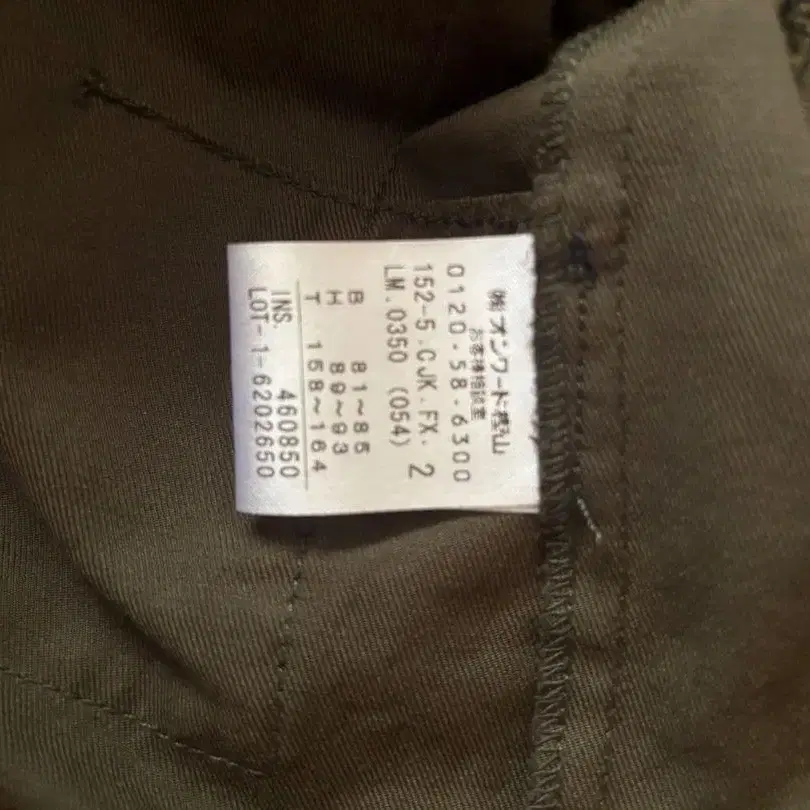 ㈱オンワード樫山
お客様相談室
0120-58-6300
152-5.CJK.FX. 2
LM.0350 (054)
B 81~85
H 89~93
T 158~164
INS. 460850
LOT-1-6202650